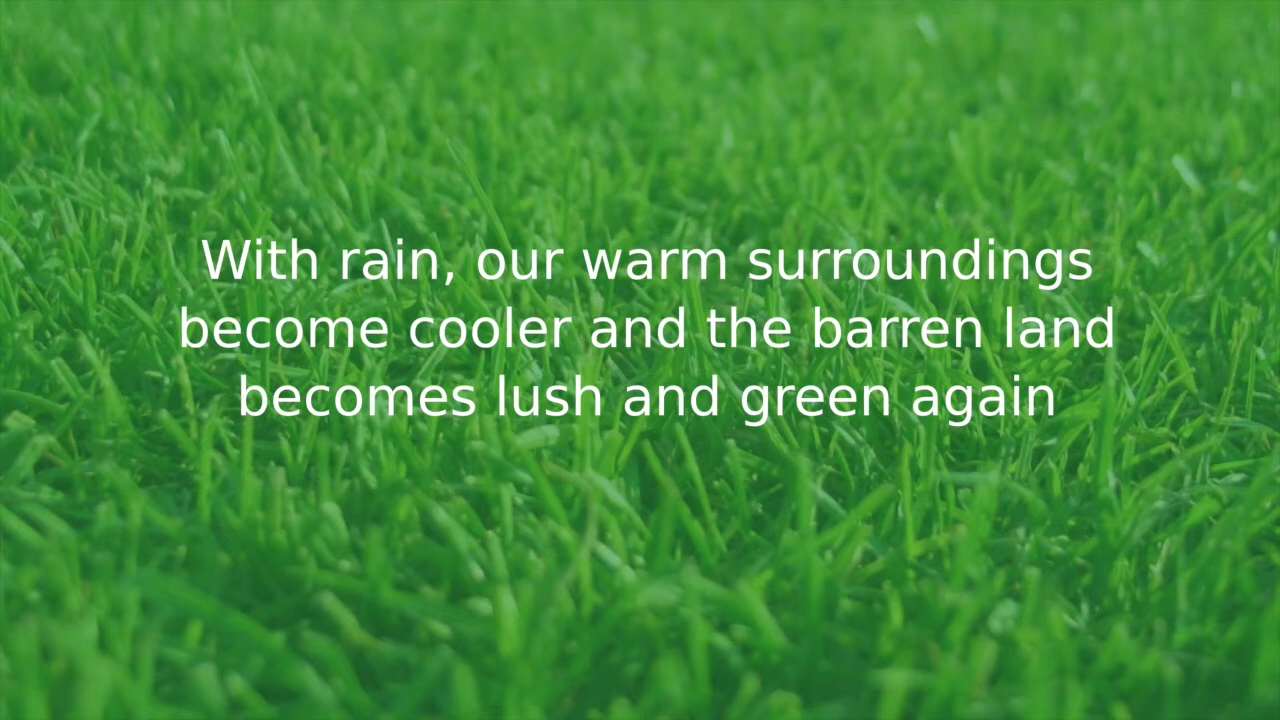 With rain, our warm surroundings
become cooler and the barren land
becomes lush and green again